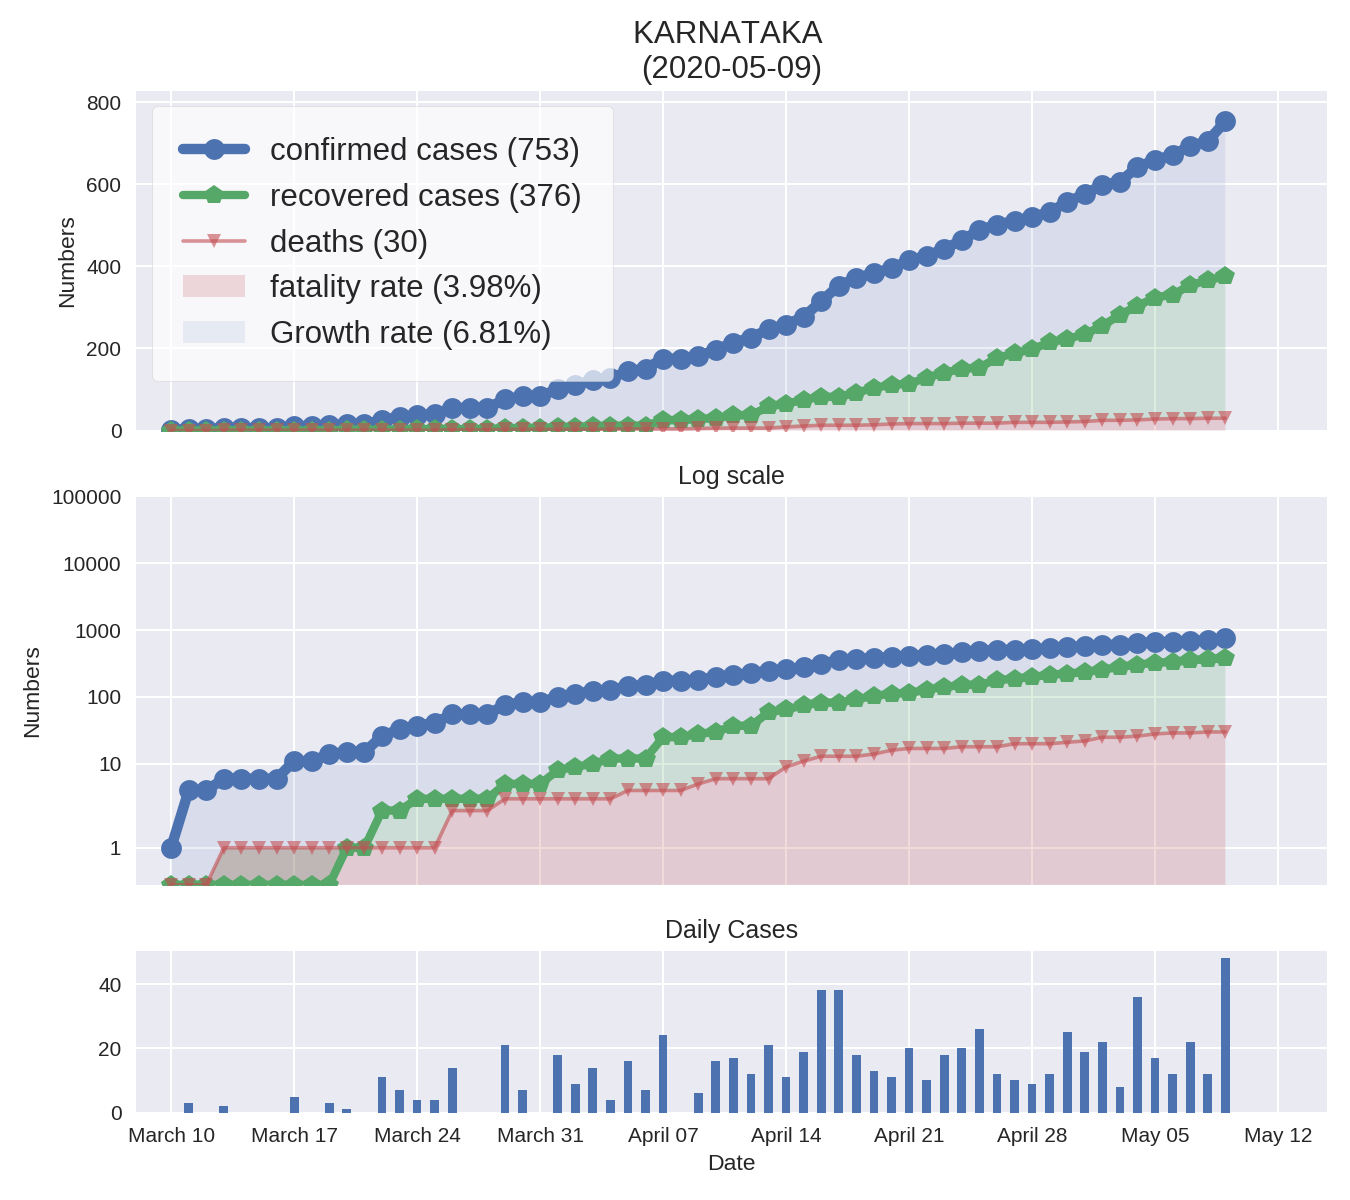 KARNATAKA
(2020-05-09)
800
600
400
200
0
Numbers
confirmed cases (753)
recovered cases (376)
deaths (30)
fatality rate (3.98%)
Growth rate (6.81%)
Log scale
100000
10000
1000
100
10
1
Numbers
Daily Cases
40
20
0
March 10 March 17 March 24 March 31 April 07 April 14 April 21 April 28 May 05 May 12
Date